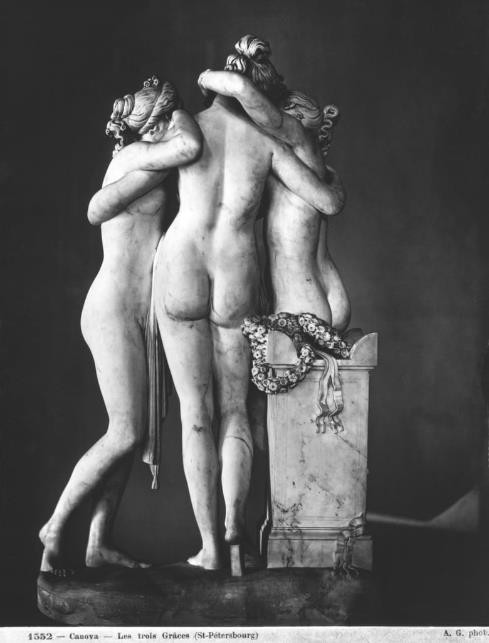 1552 — Canova — Les trois Grâces (St-Pétersbourg) A. G. phot.